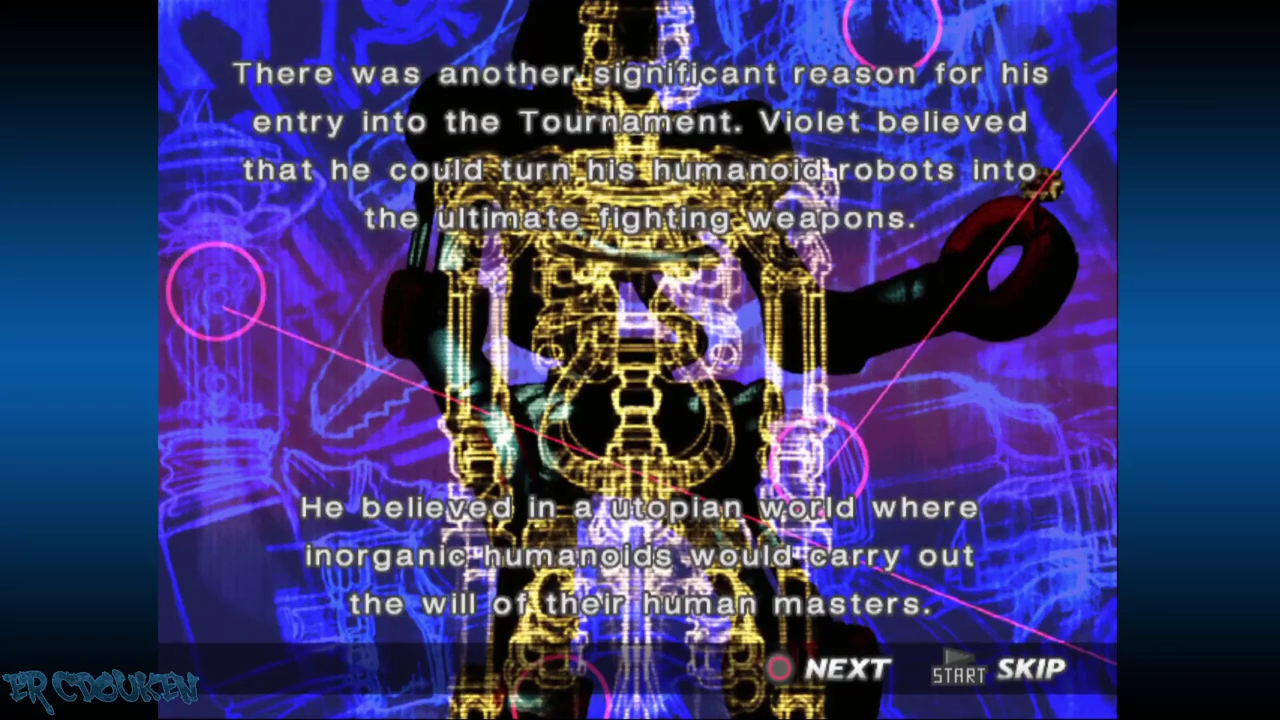 There was another significant reason for his
entry into the Tournament. Violet believed
that he could turn his humanoid robots into
the ultimate fighting weapons.
He believed in a utopian world where
inorganic humanoids would carry out
the will of their human masters.
NEXT START SKIP
ER CDOUKEN